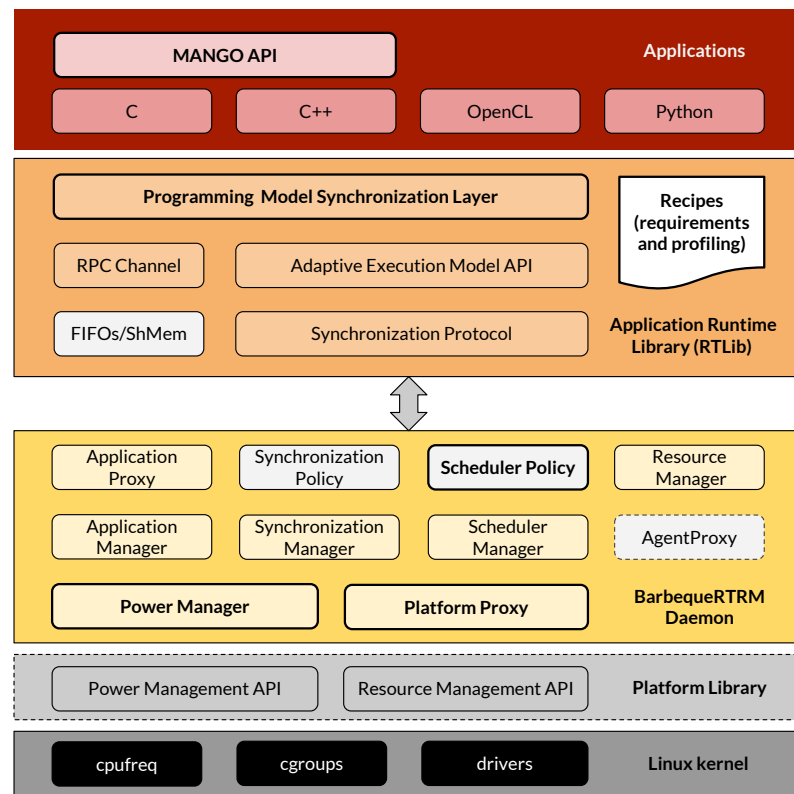 MANGO API
Applications
C
C++
OpenCL
Python
Programming Model Synchronization Layer
Recipes
(requirements
and profiling)
RPC Channel
Adaptive Execution Model API
FIFOs/ShMem
Synchronization Protocol
Application Runtime
Library (RTLib)
Application
Proxy
Synchronization
Policy
Scheduler Policy
Resource
Manager
Application
Manager
Synchronization
Manager
Scheduler
Manager
AgentProxy
Power Manager
Platform Proxy
BarbequeRTRM
Daemon
Power Management API
Resource Management API
Platform Library
cpufreq
cgroups
drivers
Linux kernel